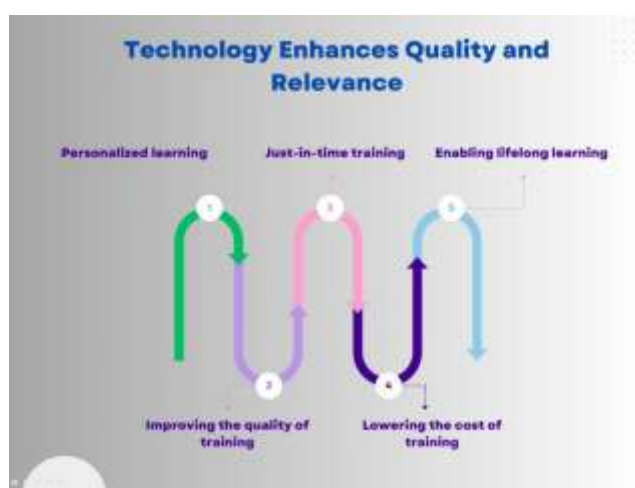 Technology Enhances Quality and
Relevance
Personalized learning
Just-in-time training
Enabling lifelong learning
1
3
5
2
4
Improving the quality of
training
Lowering the cost of
training